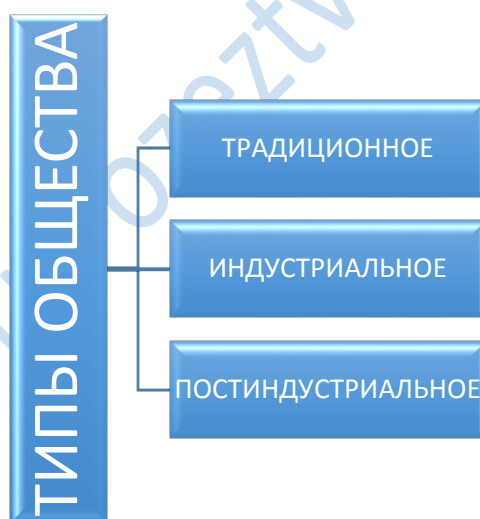 ТИПЫ ОБЩЕСТВА
ТРАДИЦИОННОЕ
ИНДУСТРИАЛЬНОЕ
ПОСТИНДУСТРИАЛЬНОЕ